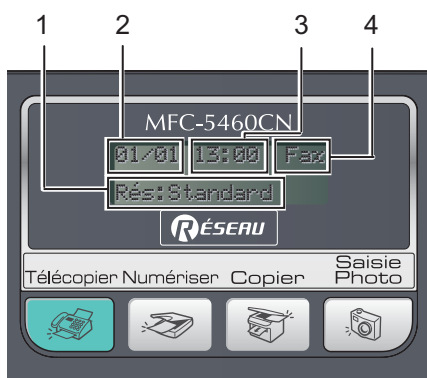 1 2 3 4
MFC-5460CN
01/01 13:00 Fax
Rés:Standard
RÉSEAU
Télécopier Numériser Copier Saisie Photo